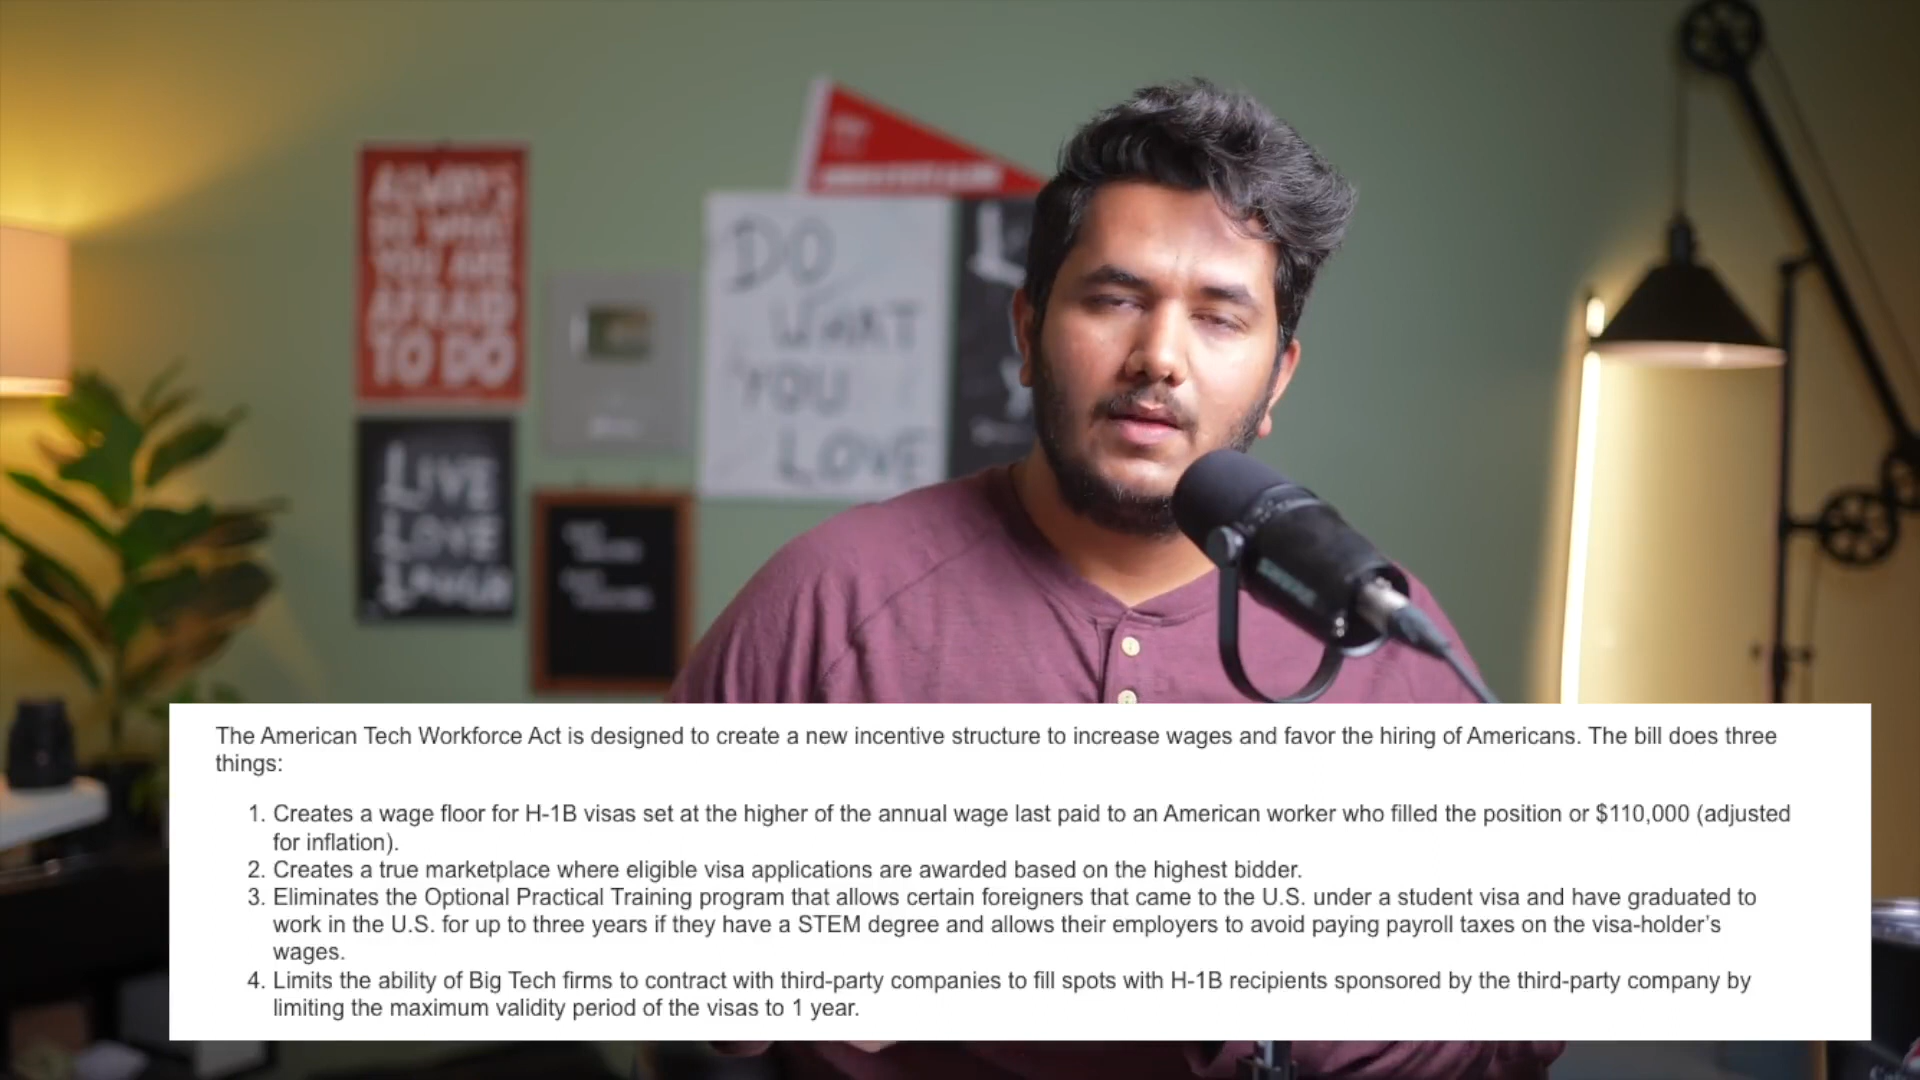 ALWAYS
DO WHAT
YOU ARE
AFRAID
TO DO
DO
WHAT
YOU
LOVE
LIVE
LOVE
LAUGH
The American Tech Workforce Act is designed to create a new incentive structure to increase wages and favor the hiring of Americans. The bill does three
things:
1. Creates a wage floor for H-1B visas set at the higher of the annual wage last paid to an American worker who filled the position or $110,000 (adjusted
for inflation).
2. Creates a true marketplace where eligible visa applications are awarded based on the highest bidder.
3. Eliminates the Optional Practical Training program that allows certain foreigners that came to the U.S. under a student visa and have graduated to
work in the U.S. for up to three years if they have a STEM degree and allows their employers to avoid paying payroll taxes on the visa-holder’s
wages.
4. Limits the ability of Big Tech firms to contract with third-party companies to fill spots with H-1B recipients sponsored by the third-party company by
limiting the maximum validity period of the visas to 1 year.